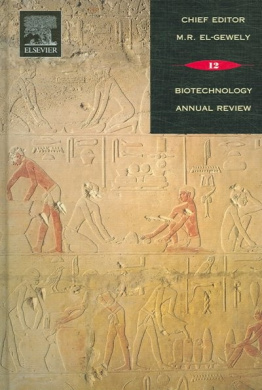 ELSEVIER
CHIEF EDITOR
M.R. EL-GEWELY
12
BIOTECHNOLOGY
ANNUAL REVIEW